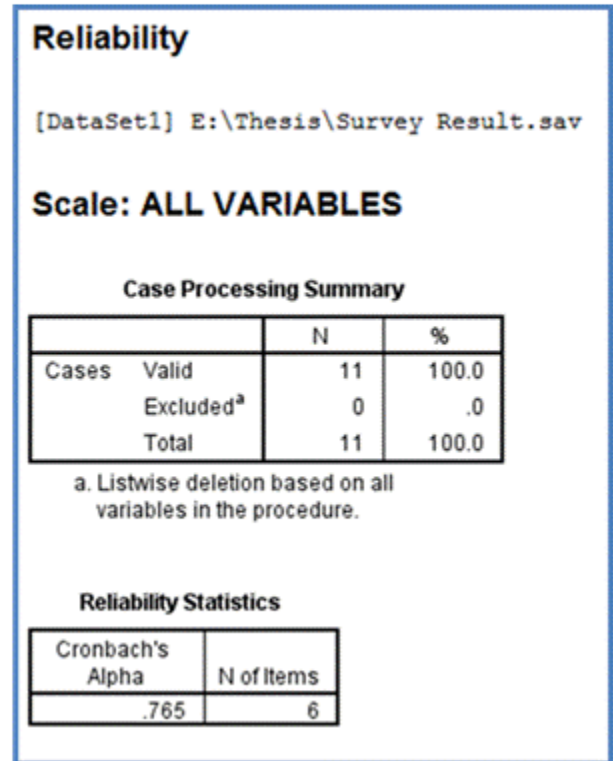 Reliability
[DataSet1] E:\Thesis\Survey Result.sav
Scale: ALL VARIABLES
Case Processing Summary
N %
Cases Valid 11 100.0
Excludedª 0 .0
Total 11 100.0
a. Listwise deletion based on all
variables in the procedure.
Reliability Statistics
Cronbach's
Alpha N of Items
.765 6